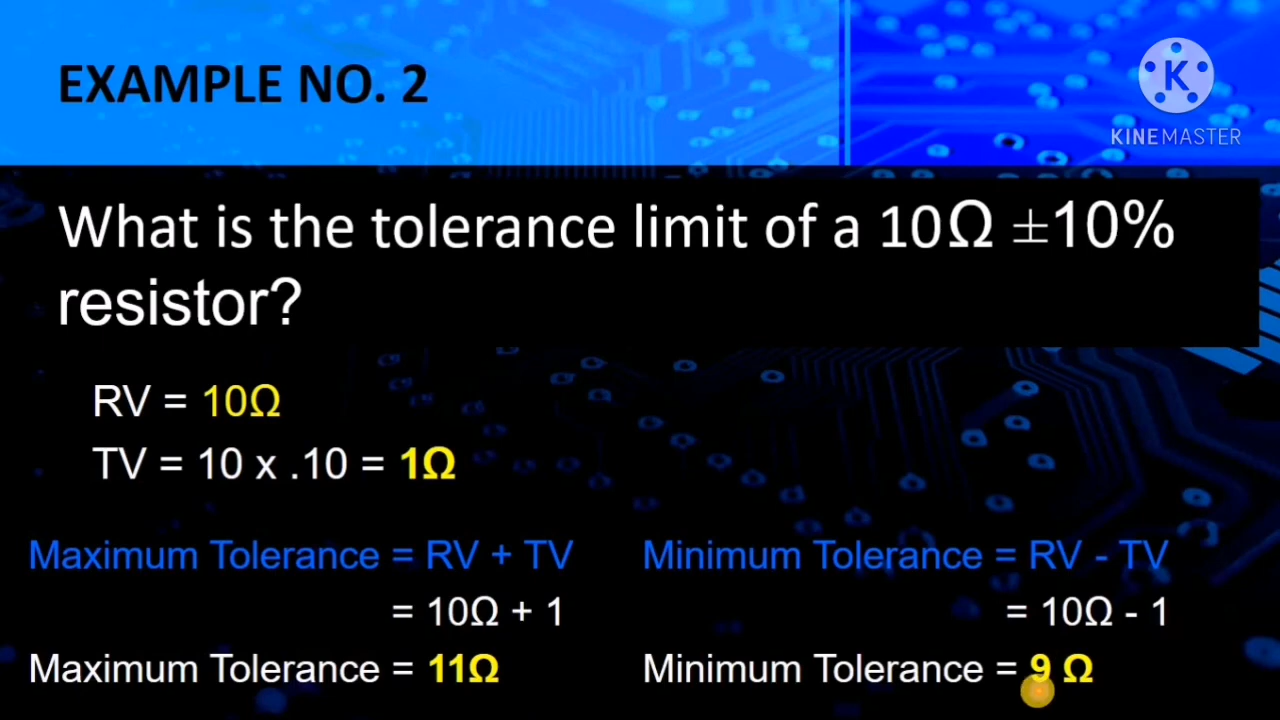 EXAMPLE NO. 2
K
KINEMASTER
What is the tolerance limit of a 10Ω ±10%
resistor?
RV = 10Ω
TV = 10 x .10 = 1Ω
Maximum Tolerance = RV + TV
= 10Ω + 1
Maximum Tolerance = 11Ω
Minimum Tolerance = RV - TV
= 10Ω - 1
Minimum Tolerance = 9 Ω